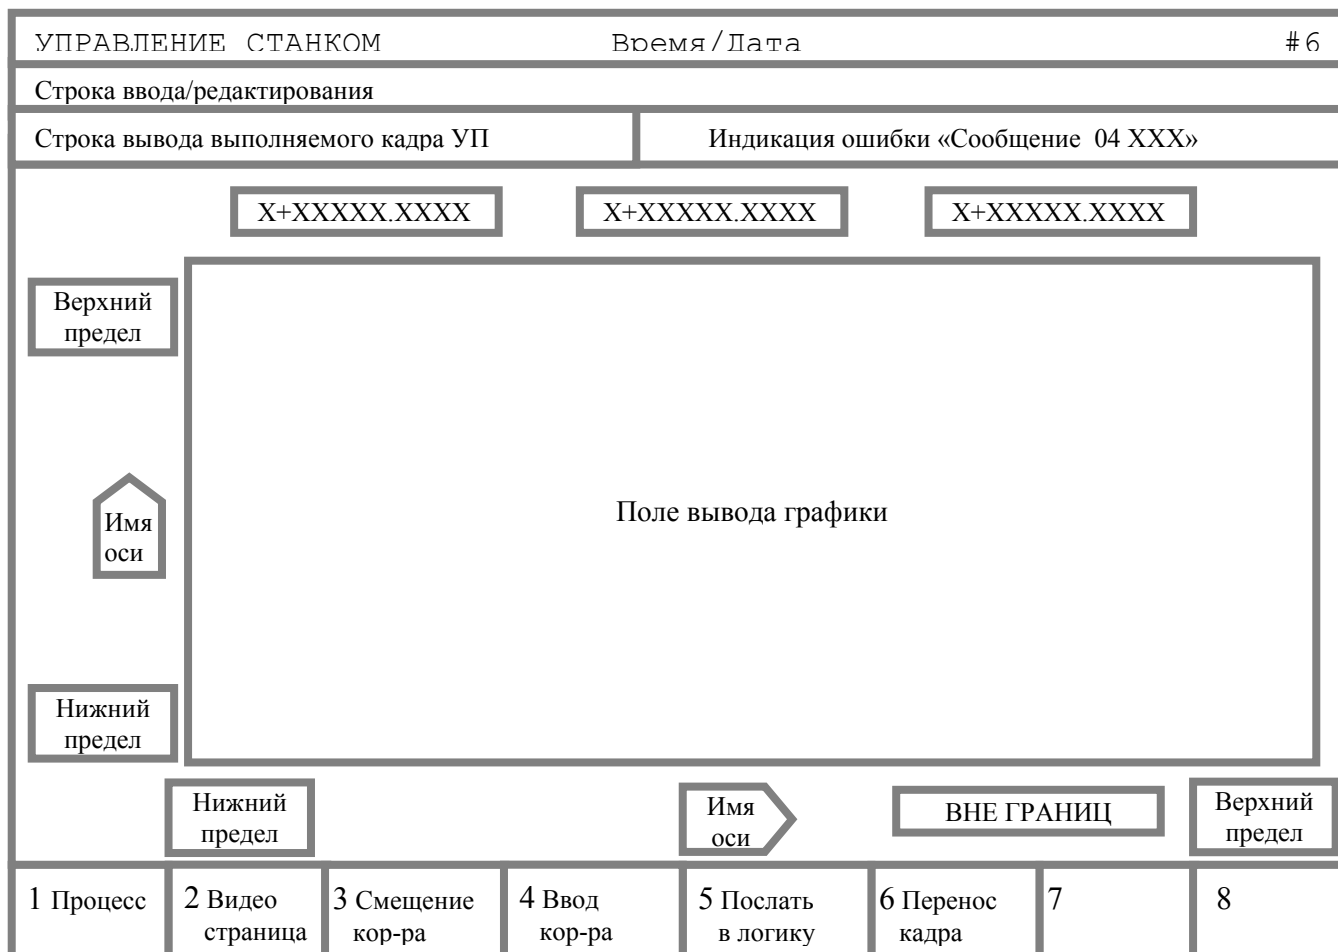 УПРАВЛЕНИЕ СТАНКОМ Время/Дата #6
Строка ввода/редактирования
Строка вывода выполняемого кадра УП Индикация ошибки «Сообщение 04 XXX»
X+XXXXX.XXXX X+XXXXX.XXXX X+XXXXX.XXXX
Верхний
предел
Имя
оси
Поле вывода графики
Нижний
предел
Нижний
предел
Имя
оси
ВНЕ ГРАНИЦ
Верхний
предел
1 Процесс
2 Видео
страница
3 Смещение
кор-ра
4 Ввод
кор-ра
5 Послать
в логику
6 Перенос
кадра
7
8